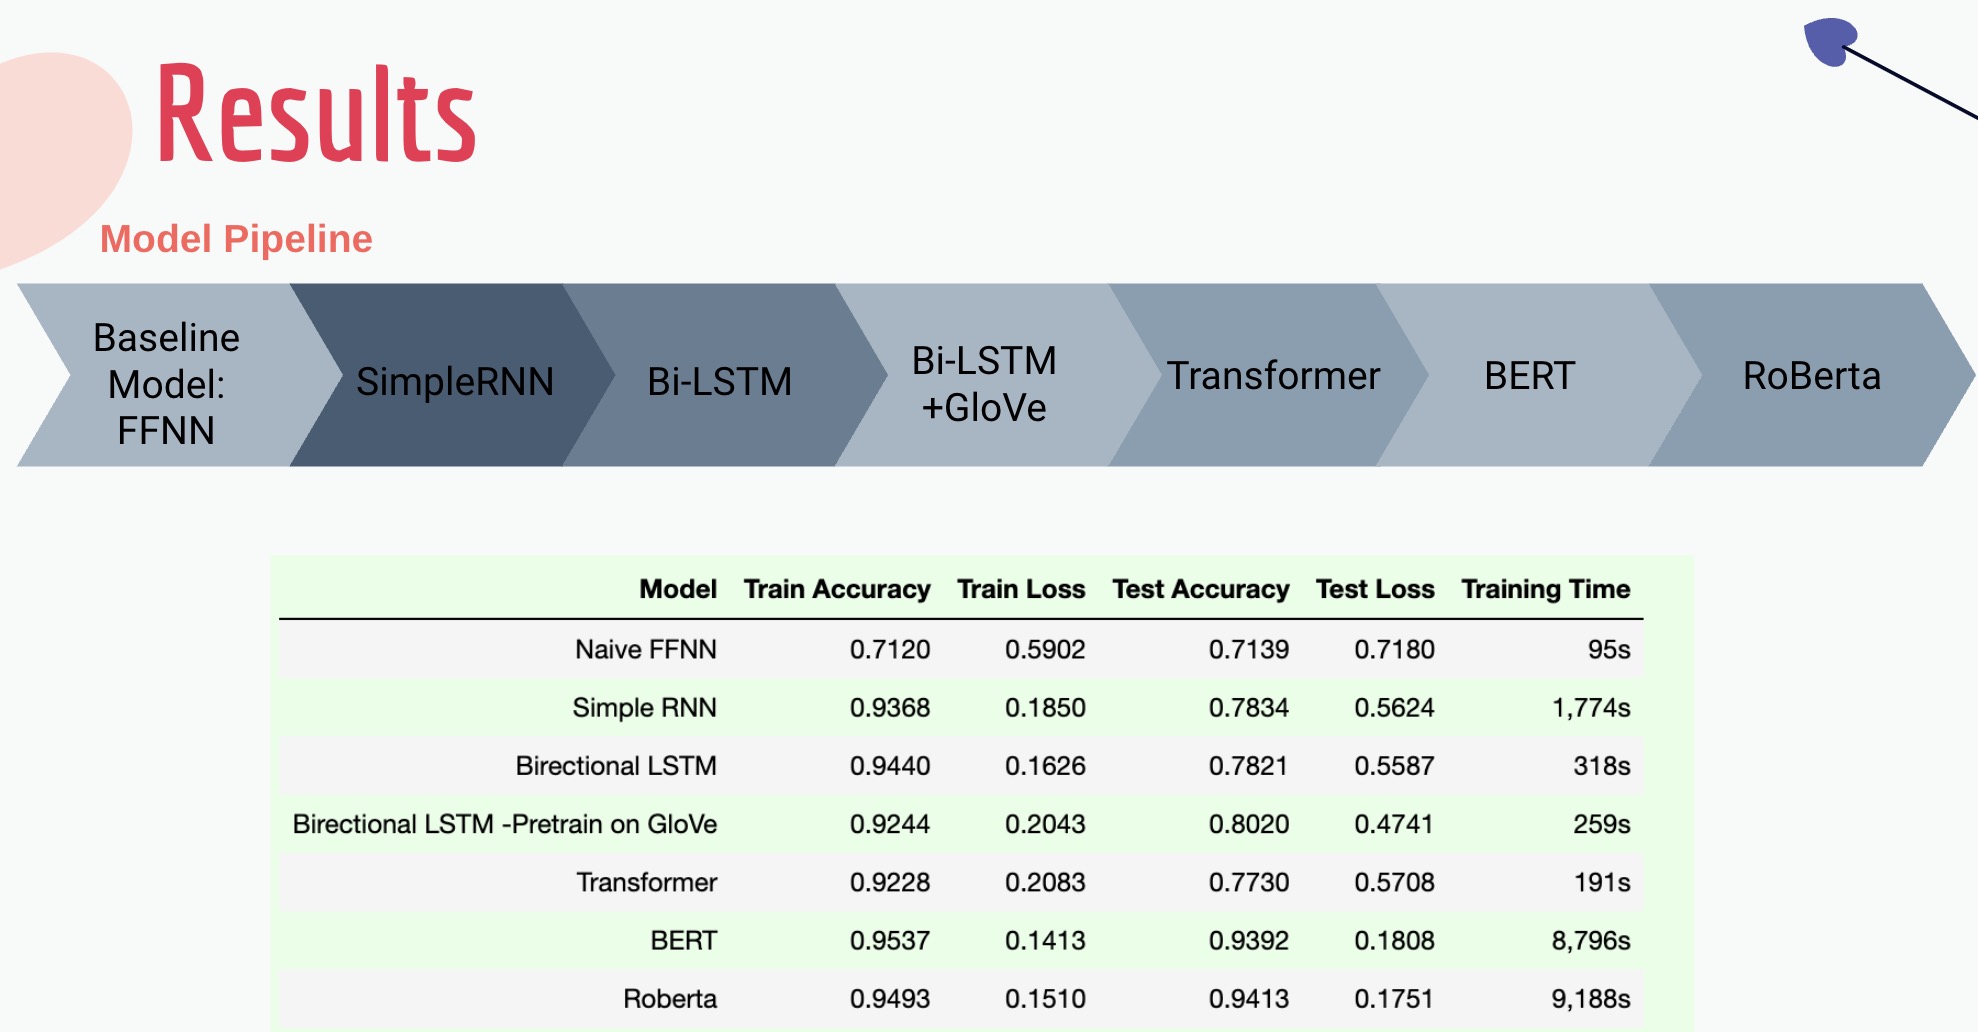 Results
Model Pipeline
Baseline
Model:
FFNN
SimpleRNN
Bi-LSTM
Bi-LSTM
+GloVe
Transformer
BERT
RoBerta
Model Train Accuracy Train Loss Test Accuracy Test Loss Training Time
Naive FFNN 0.7120 0.5902 0.7139 0.7180 95s
Simple RNN 0.9368 0.1850 0.7834 0.5624 1,774s
Birectional LSTM 0.9440 0.1626 0.7821 0.5587 318s
Birectional LSTM -Pretrain on GloVe 0.9244 0.2043 0.8020 0.4741 259s
Transformer 0.9228 0.2083 0.7730 0.5708 191s
BERT 0.9537 0.1413 0.9392 0.1808 8,796s
Roberta 0.9493 0.1510 0.9413 0.1751 9,188s